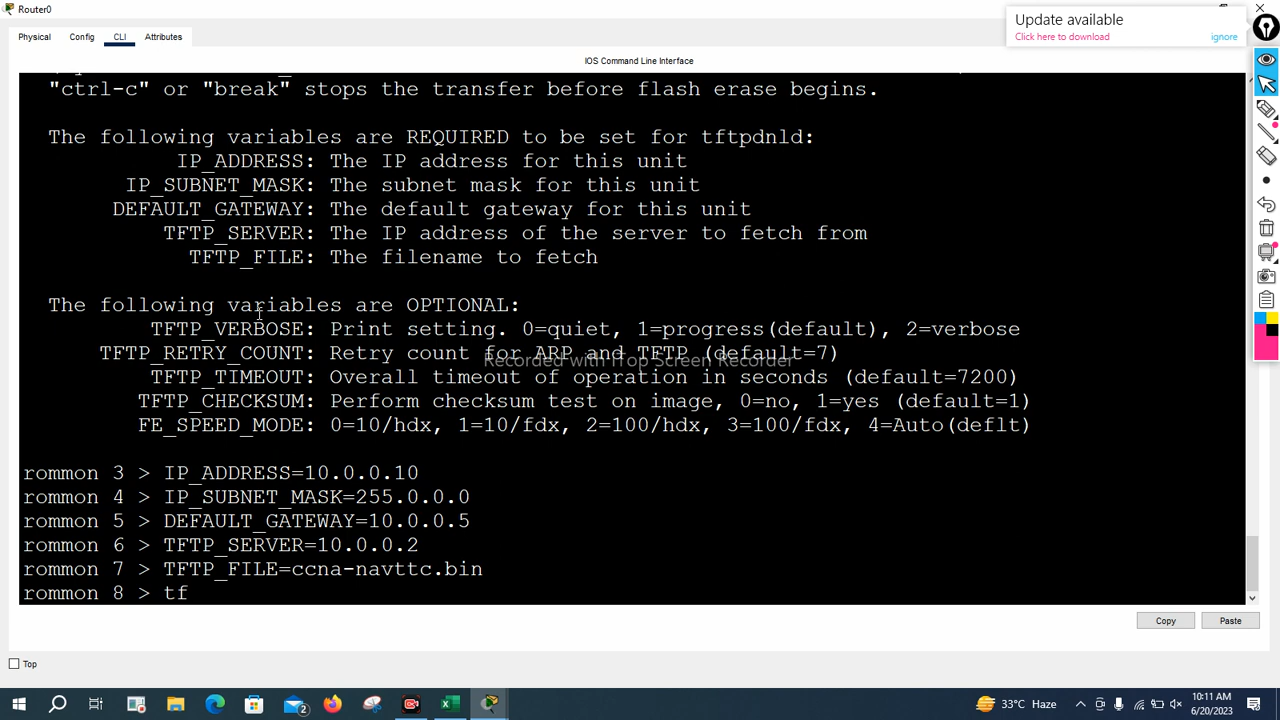 Router0
Update available
Click here to download ignore
Physical Config CLI Attributes
IOS Command Line Interface
"ctrl-c" or "break" stops the transfer before flash erase begins.
The following variables are REQUIRED to be set for tftpdnld:
IP_ADDRESS: The IP address for this unit
IP_SUBNET_MASK: The subnet mask for this unit
DEFAULT_GATEWAY: The default gateway for this unit
TFTP_SERVER: The IP address of the server to fetch from
TFTP_FILE: The filename to fetch
The following variables are OPTIONAL:
TFTP_VERBOSE: Print setting. 0=quiet, 1=progress(default), 2=verbose
TFTP_RETRY_COUNT: Retry count for ARP and TFTP (default=7)
Recorded with iTop Screen Recorder
TFTP_TIMEOUT: Overall timeout of operation in seconds (default=7200)
TFTP_CHECKSUM: Perform checksum test on image, 0=no, 1=yes (default=1)
FE_SPEED_MODE: 0=10/hdx, 1=10/fdx, 2=100/hdx, 3=100/fdx, 4=Auto(deflt)
rommon 3 > IP_ADDRESS=10.0.0.10
rommon 4 > IP_SUBNET_MASK=255.0.0.0
rommon 5 > DEFAULT_GATEWAY=10.0.0.5
rommon 6 > TFTP_SERVER=10.0.0.2
rommon 7 > TFTP_FILE=ccna-navttc.bin
rommon 8 > tf
Copy Paste
Top
33°C Haze
10:11 AM
6/20/2023